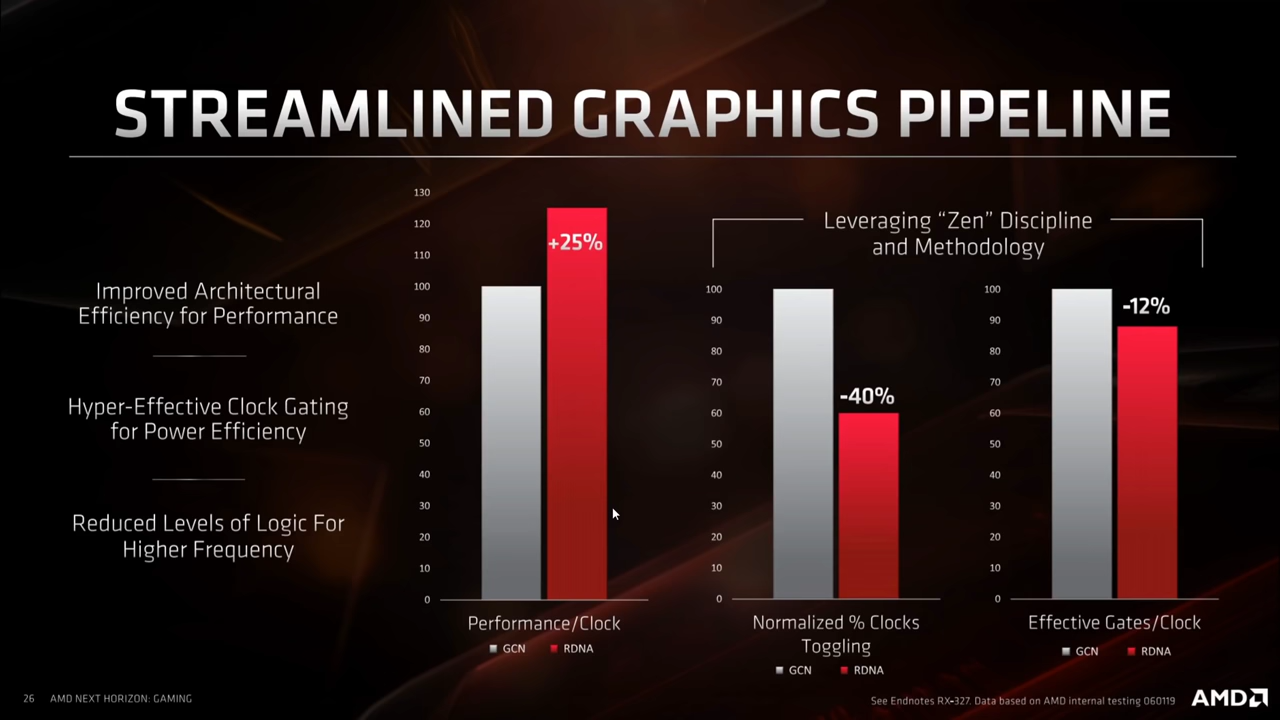 STREAMLINED GRAPHICS PIPELINE
Improved Architectural
Efficiency for Performance
Hyper-Effective Clock Gating
for Power Efficiency
Reduced Levels of Logic For
Higher Frequency
130
120
110
100
90
80
70
60
50
40
30
20
10
0
+25%
Performance/Clock
GCN RDNA
Leveraging “Zen” Discipline
and Methodology
100
90
80
70
60
50
40
30
20
10
0
-40%
Normalized % Clocks
Toggling
GCN RDNA
100
90
80
70
60
50
40
30
20
10
0
-12%
Effective Gates/Clock
GCN RDNA
26 AMD NEXT HORIZON: GAMING
See Endnotes RX-327. Data based on AMD internal testing 060119
AMD